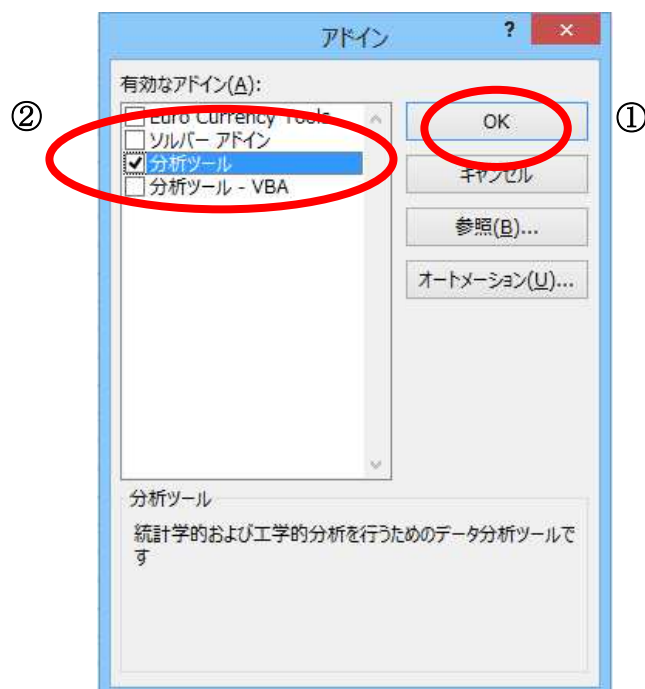 アドイン
?
×
有効なアドイン(A):
②
Euro Currency Tools
ソルバー アドイン
分析ツール
分析ツール - VBA
OK
①
キャンセル
参照(B)...
オートメーション(U)...
分析ツール
統計学的および工学的分析を行うためのデータ分析ツールで
す